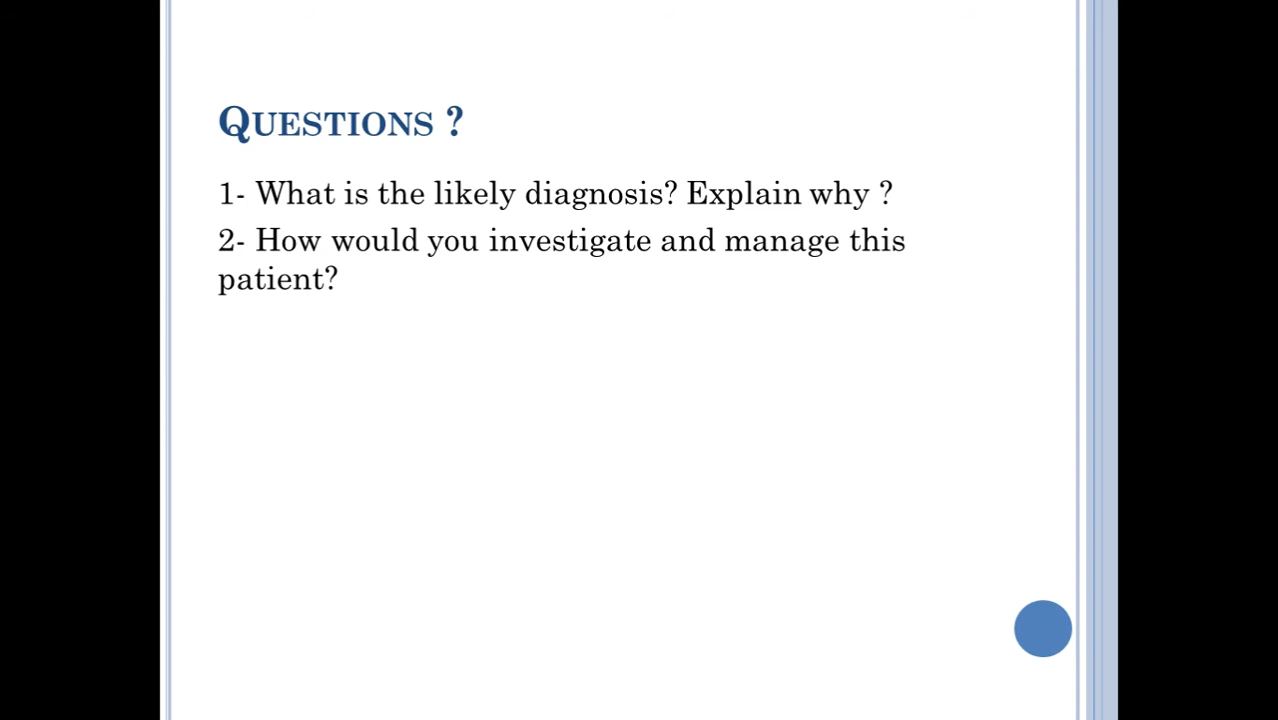 QUESTIONS ?
1- What is the likely diagnosis? Explain why ?
2- How would you investigate and manage this
patient?